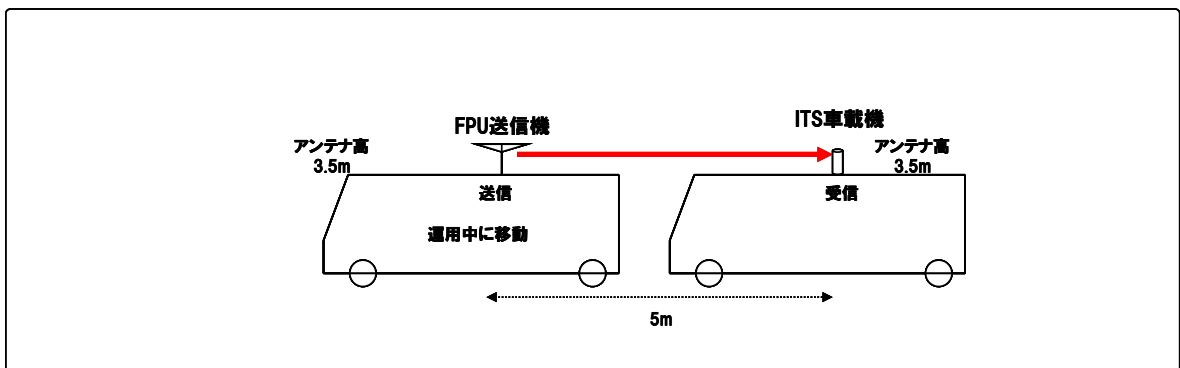 FPU送信機
ITS車載機
アンテナ高
3.5m
アンテナ高
3.5m
送信
受信
運用中に移動
5m